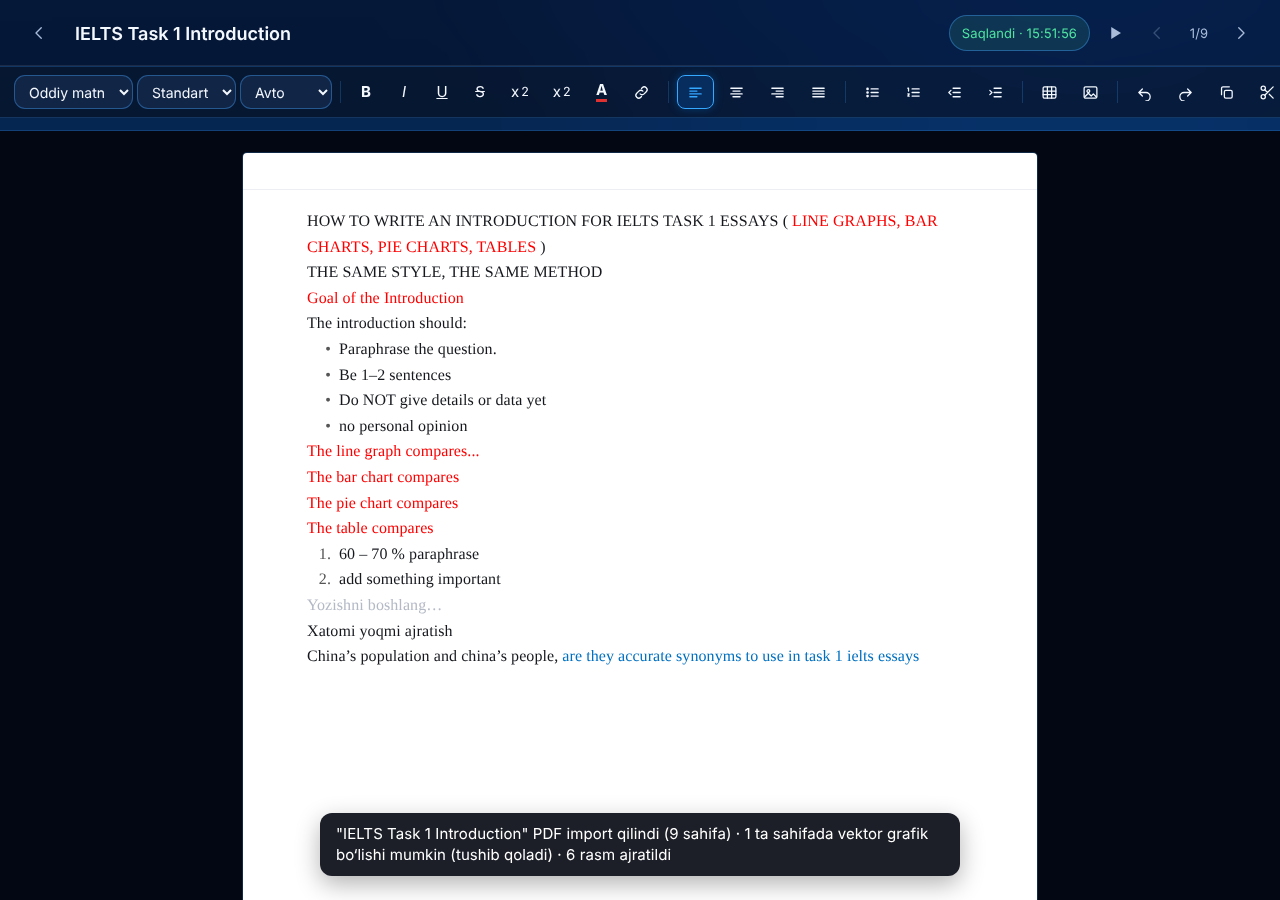 IELTS Task 1 Introduction
Saqlandi · 15:51:56
1/9
Oddiy matn
Standart
Avto
B I U S x2 x2 A
HOW TO WRITE AN INTRODUCTION FOR IELTS TASK 1 ESSAYS ( LINE GRAPHS, BAR
CHARTS, PIE CHARTS, TABLES )
THE SAME STYLE, THE SAME METHOD
Goal of the Introduction
The introduction should:
• Paraphrase the question.
• Be 1–2 sentences
• Do NOT give details or data yet
• no personal opinion
The line graph compares...
The bar chart compares
The pie chart compares
The table compares
1. 60 – 70 % paraphrase
2. add something important
Yozishni boshlang…
Xatomi yoqmi ajratish
China’s population and china’s people, are they accurate synonyms to use in task 1 ielts essays
"IELTS Task 1 Introduction" PDF import qilindi (9 sahifa) · 1 ta sahifada vektor grafik
bo‘lishi mumkin (tushib qoladi) · 6 rasm ajratildi